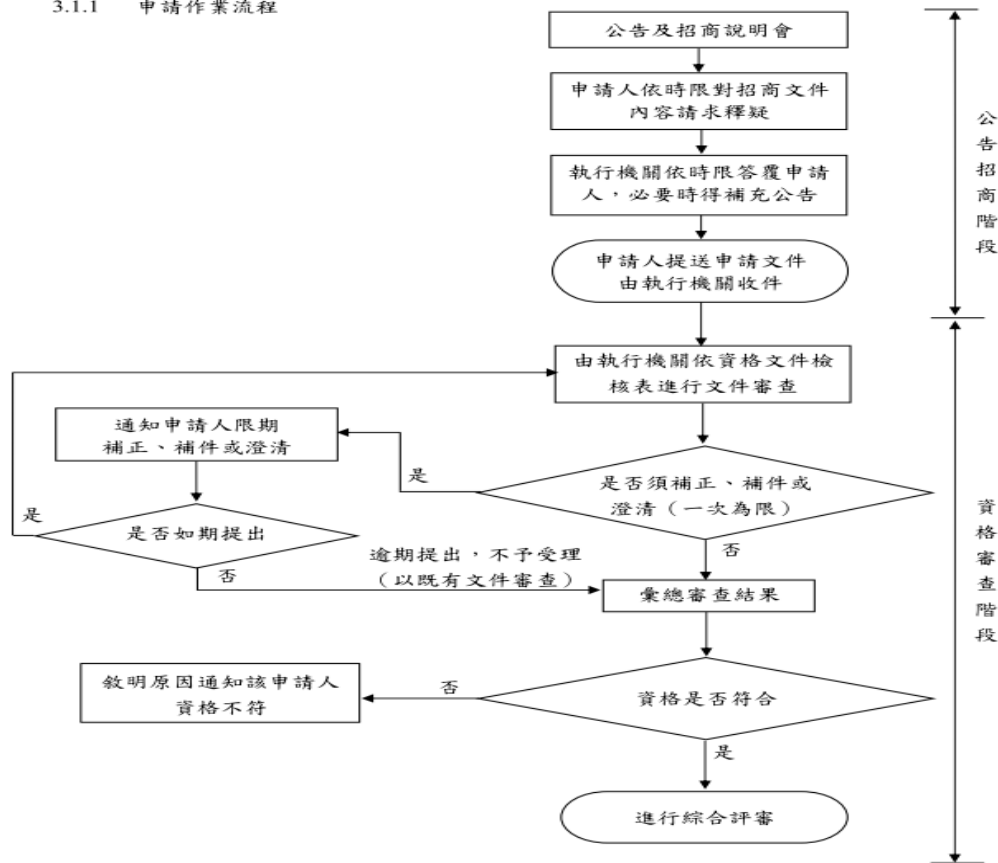 3.1.1 申請作業流程
公告及招商說明會
申請人依時限對招商文件
內容請求釋疑
執行機關依時限答覆申請
人，必要時得補充公告
申請人提送申請文件
由執行機關收件
公告招商階段
由執行機關依資格文件檢
核表進行文件審查
通知申請人限期
補正、補件或澄清
是
是否須補正、補件或
澄清（一次為限）
是
是否如期提出
否
逾期提出，不予受理
（以既有文件審查）
否
彙總審查結果
敘明原因通知該申請人
資格不符
否
資格是否符合
是
進行綜合評審
資格審查階段